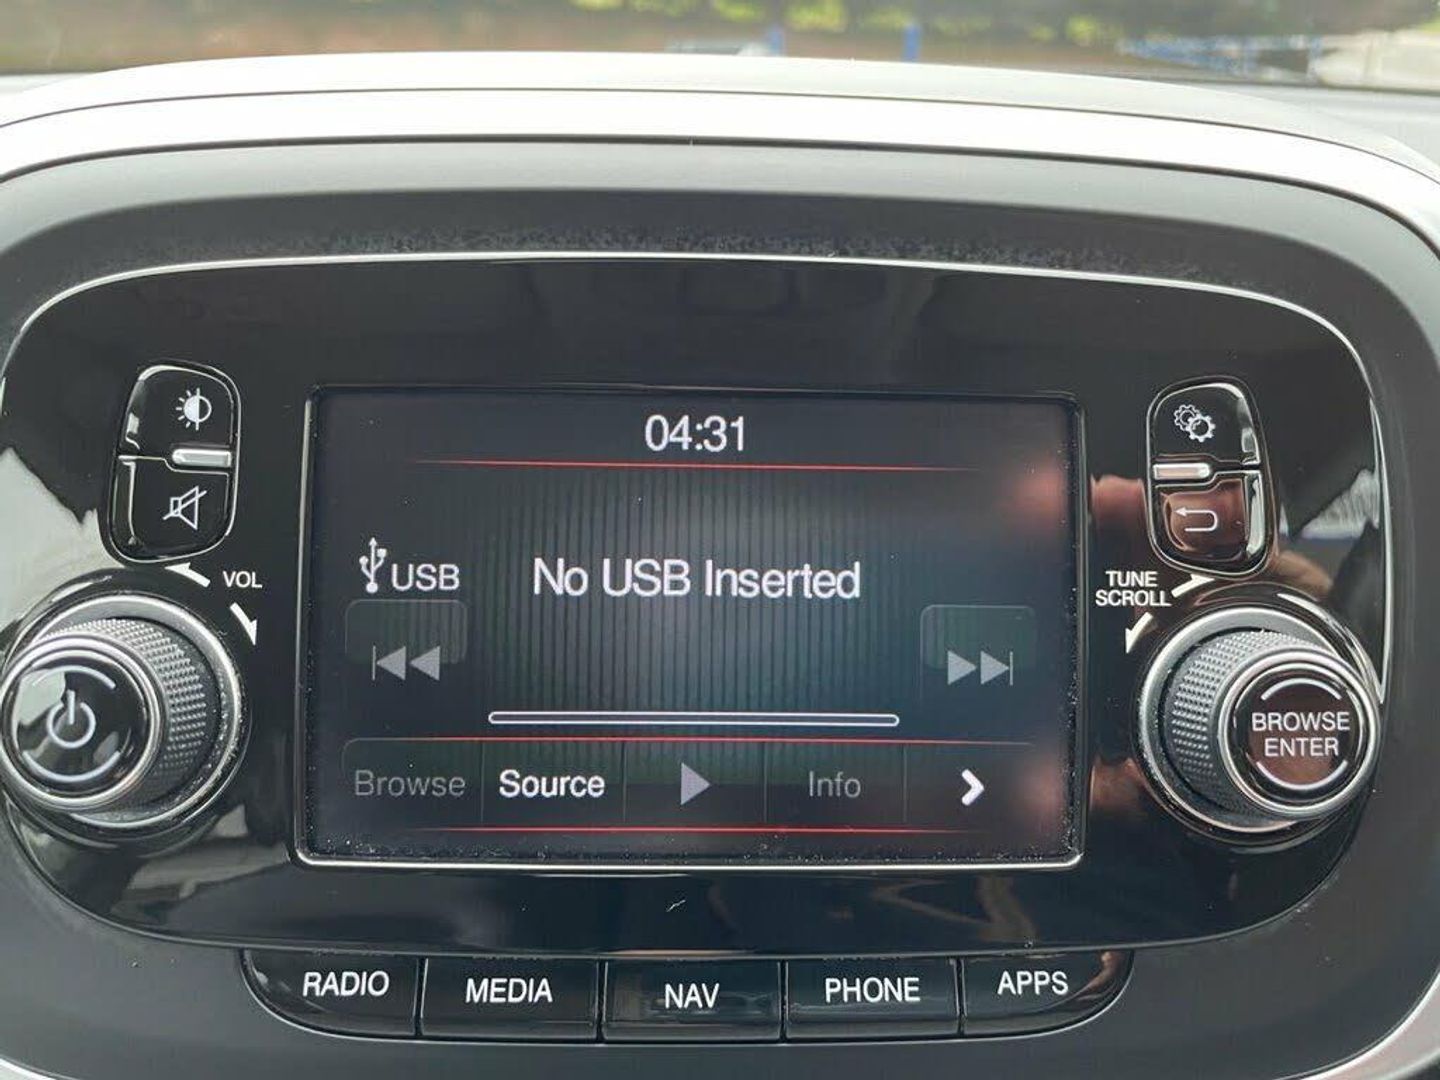 04:31
VOL
USB
No USB Inserted
TUNE
SCROLL
BROWSE
ENTER
Browse Source Info
RADIO MEDIA NAV PHONE APPS